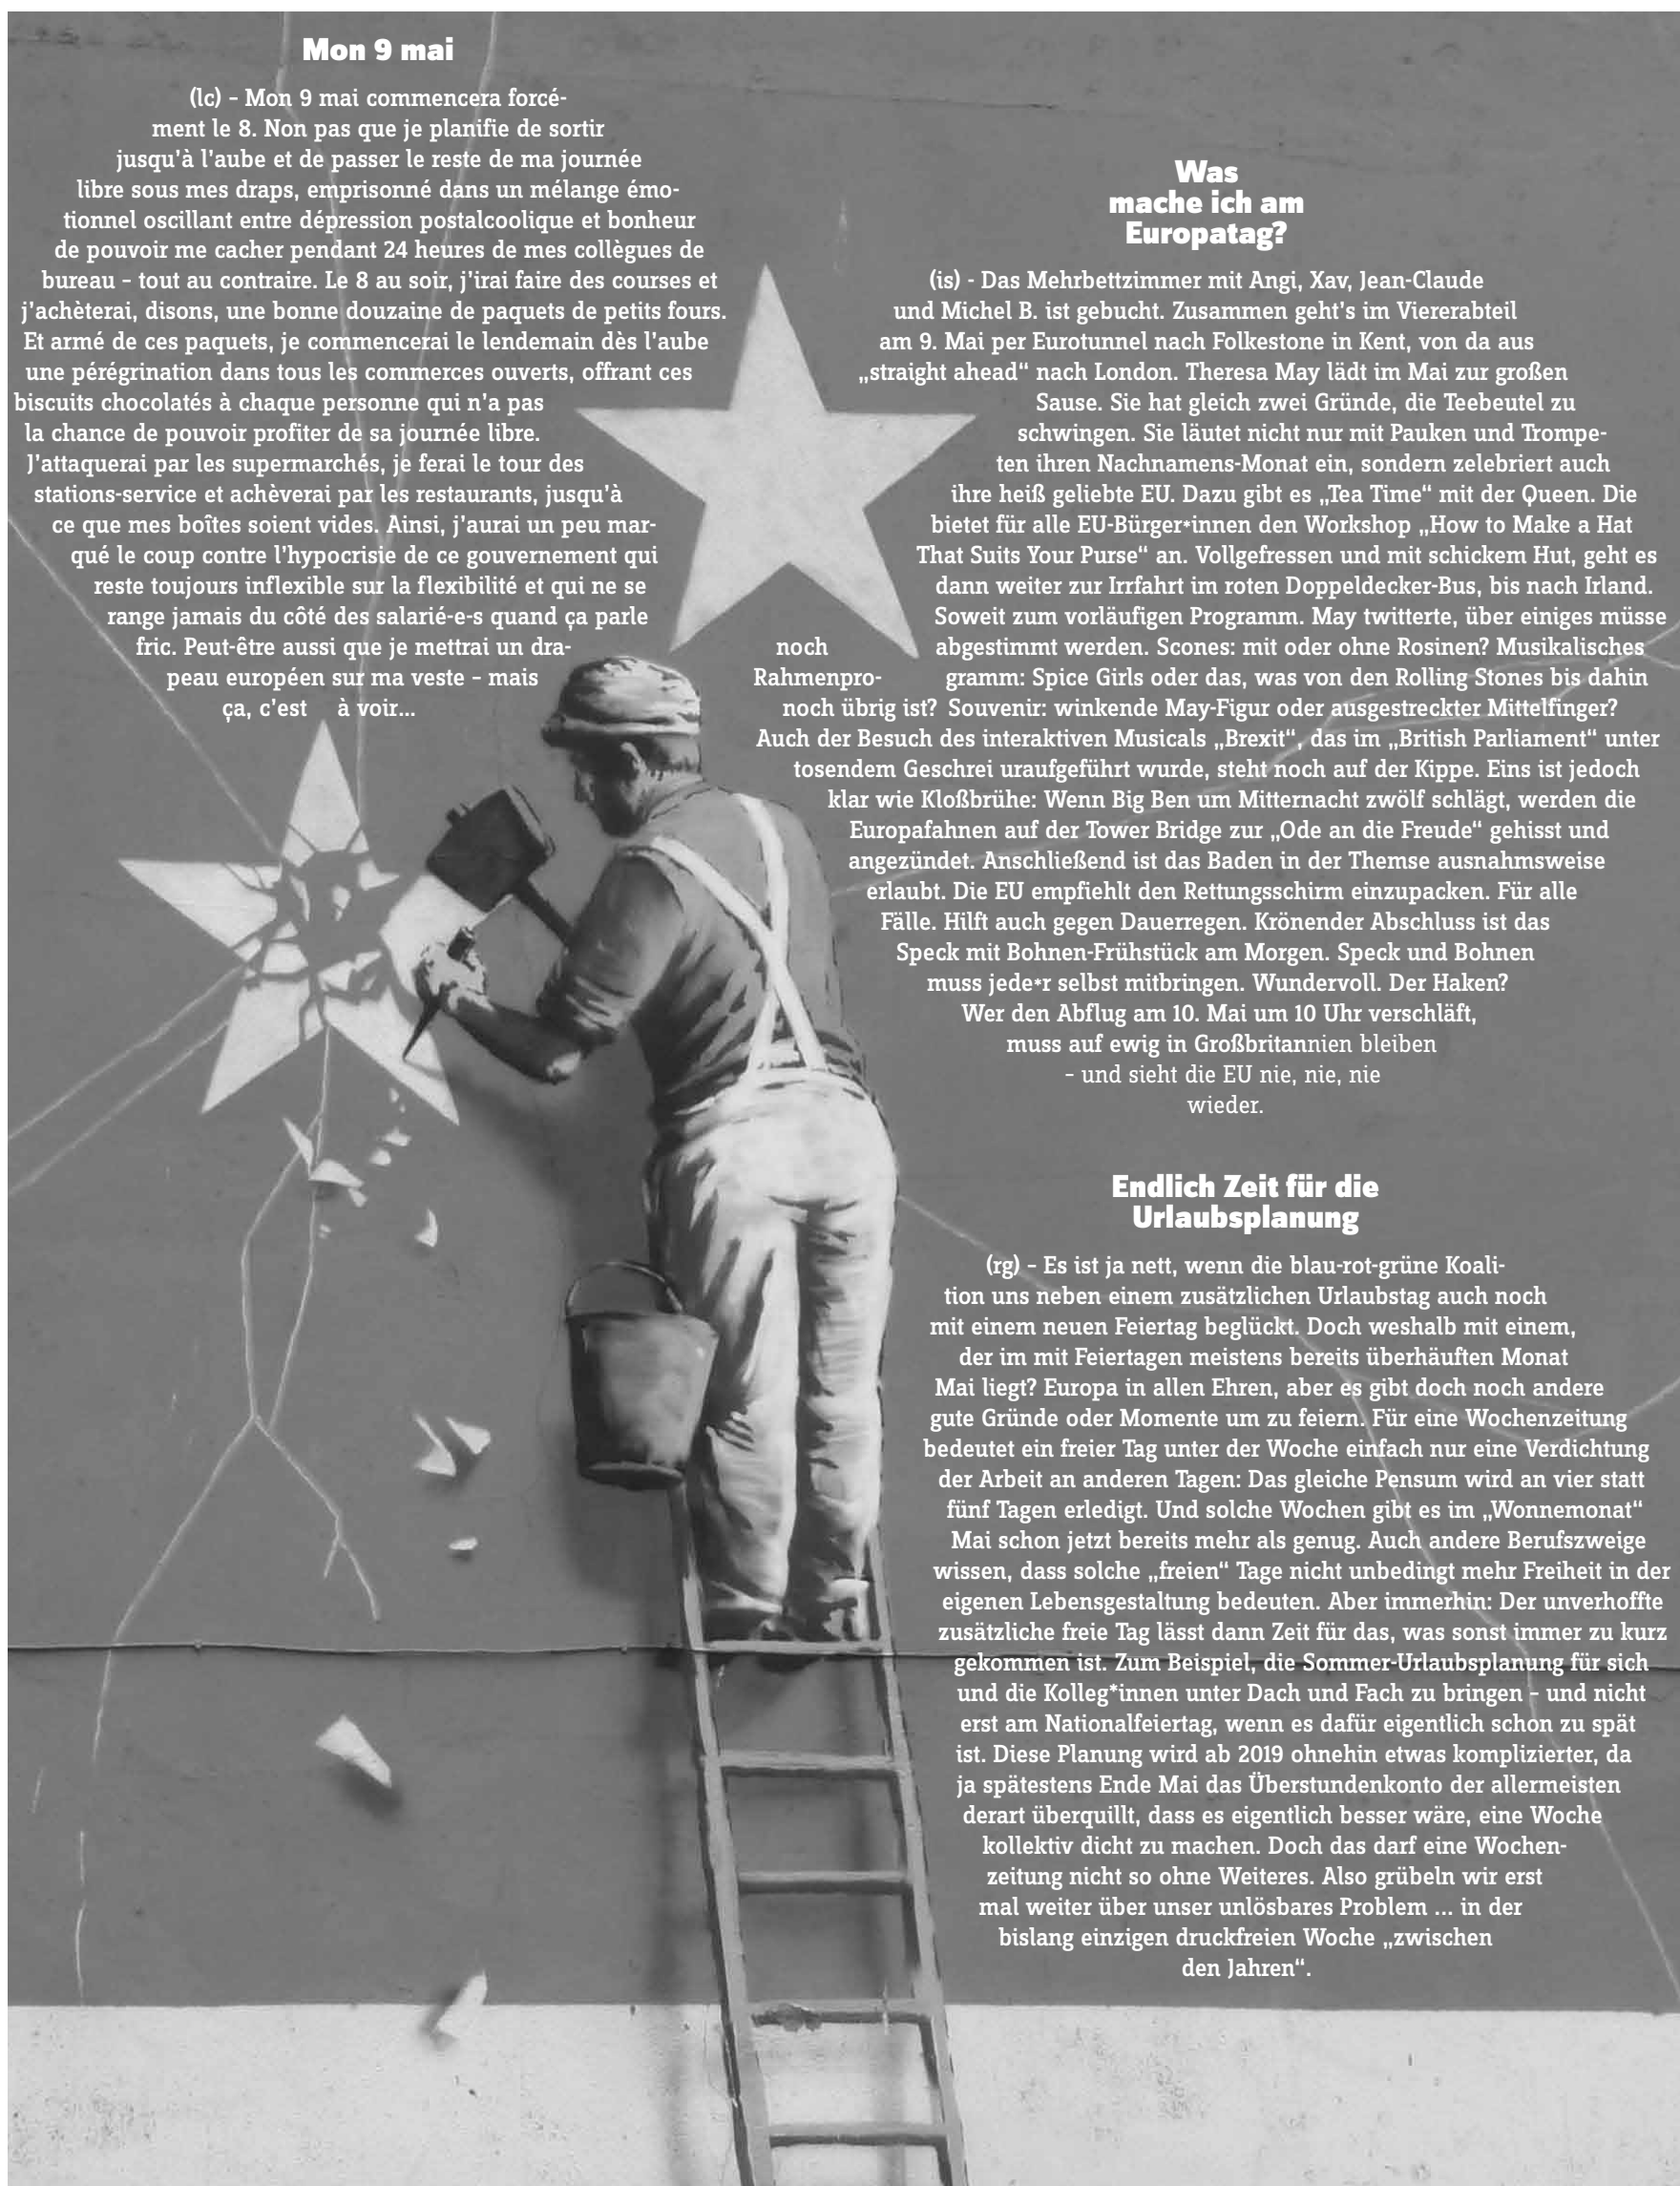 Mon 9 mai
(lc) – Mon 9 mai commencera forcé-
ment le 8. Non pas que je planifie de sortir
jusqu’à l’aube et de passer le reste de ma journée
libre sous mes draps, emprisonné dans un mélange émo-
tionnel oscillant entre dépression postalcoolique et bonheur
de pouvoir me cacher pendant 24 heures de mes collègues de
bureau – tout au contraire. Le 8 au soir, j’irai faire des courses et
j’achèterai, disons, une bonne douzaine de paquets de petits fours.
Et armé de ces paquets, je commencerai le lendemain dès l’aube
une pérégrination dans tous les commerces ouverts, offrant ces
biscuits chocolatés à chaque personne qui n’a pas
la chance de pouvoir profiter de sa journée libre.
J’attaquerai par les supermarchés, je ferai le tour des
stations-service et achèverai par les restaurants, jusqu’à
ce que mes boîtes soient vides. Ainsi, j’aurai un peu mar-
qué le coup contre l’hypocrisie de ce gouvernement qui
reste toujours inflexible sur la flexibilité et qui ne se
range jamais du côté des salarié-e-s quand ça parle
fric. Peut-être aussi que je mettrai un dra-
peau européen sur ma veste – mais
ça, c’est à voir…
Was
mache ich am
Europatag?
(is) - Das Mehrbettzimmer mit Angi, Xav, Jean-Claude
und Michel B. ist gebucht. Zusammen geht’s im Viererabteil
am 9. Mai per Eurotunnel nach Folkestone in Kent, von da aus
„straight ahead“ nach London. Theresa May lädt im Mai zur großen
Sause. Sie hat gleich zwei Gründe, die Teebeutel zu
schwingen. Sie läutet nicht nur mit Pauken und Trompe-
ten ihren Nachnamens-Monat ein, sondern zelebriert auch
ihre heiß geliebte EU. Dazu gibt es „Tea Time“ mit der Queen. Die
bietet für alle EU-Bürger*innen den Workshop „How to Make a Hat
That Suits Your Purse“ an. Vollgefressen und mit schickem Hut, geht es
dann weiter zur Irrfahrt im roten Doppeldecker-Bus, bis nach Irland.
Soweit zum vorläufigen Programm. May twitterte, über einiges müsse
noch abgestimmt werden. Scones: mit oder ohne Rosinen? Musikalisches
Rahmenpro- gramm: Spice Girls oder das, was von den Rolling Stones bis dahin
noch übrig ist? Souvenir: winkende May-Figur oder ausgestreckter Mittelfinger?
Auch der Besuch des interaktiven Musicals „Brexit“, das im „British Parliament“ unter
tosendem Geschrei uraufgeführt wurde, steht noch auf der Kippe. Eins ist jedoch
klar wie Kloßbrühe: Wenn Big Ben um Mitternacht zwölf schlägt, werden die
Europafahnen auf der Tower Bridge zur „Ode an die Freude“ gehisst und
angezündet. Anschließend ist das Baden in der Themse ausnahmsweise
erlaubt. Die EU empfiehlt den Rettungsschirm einzupacken. Für alle
Fälle. Hilft auch gegen Dauerregen. Krönender Abschluss ist das
Speck mit Bohnen-Frühstück am Morgen. Speck und Bohnen
muss jede*r selbst mitbringen. Wundervoll. Der Haken?
Wer den Abflug am 10. Mai um 10 Uhr verschläft,
muss auf ewig in Großbritannien bleiben
– und sieht die EU nie, nie, nie
wieder.
Endlich Zeit für die
Urlaubsplanung
(rg) – Es ist ja nett, wenn die blau-rot-grüne Koali-
tion uns neben einem zusätzlichen Urlaubstag auch noch
mit einem neuen Feiertag beglückt. Doch weshalb mit einem,
der im mit Feiertagen meistens bereits überhäuften Monat
Mai liegt? Europa in allen Ehren, aber es gibt doch noch andere
gute Gründe oder Momente um zu feiern. Für eine Wochenzeitung
bedeutet ein freier Tag unter der Woche einfach nur eine Verdichtung
der Arbeit an anderen Tagen: Das gleiche Pensum wird an vier statt
fünf Tagen erledigt. Und solche Wochen gibt es im „Wonnemonat“
Mai schon jetzt bereits mehr als genug. Auch andere Berufszweige
wissen, dass solche „freien“ Tage nicht unbedingt mehr Freiheit in der
eigenen Lebensgestaltung bedeuten. Aber immerhin: Der unverhoffte
zusätzliche freie Tag lässt dann Zeit für das, was sonst immer zu kurz
gekommen ist. Zum Beispiel, die Sommer-Urlaubsplanung für sich
und die Kolleg*innen unter Dach und Fach zu bringen – und nicht
erst am Nationalfeiertag, wenn es dafür eigentlich schon zu spät
ist. Diese Planung wird ab 2019 ohnehin etwas komplizierter, da
ja spätestens Ende Mai das Überstundenkonto der allermeisten
derart überquillt, dass es eigentlich besser wäre, eine Woche
kollektiv dicht zu machen. Doch das darf eine Wochen-
zeitung nicht so ohne Weiteres. Also grübeln wir erst
mal weiter über unser unlösbares Problem … in der
bislang einzigen druckfreien Woche „zwischen
den Jahren“.